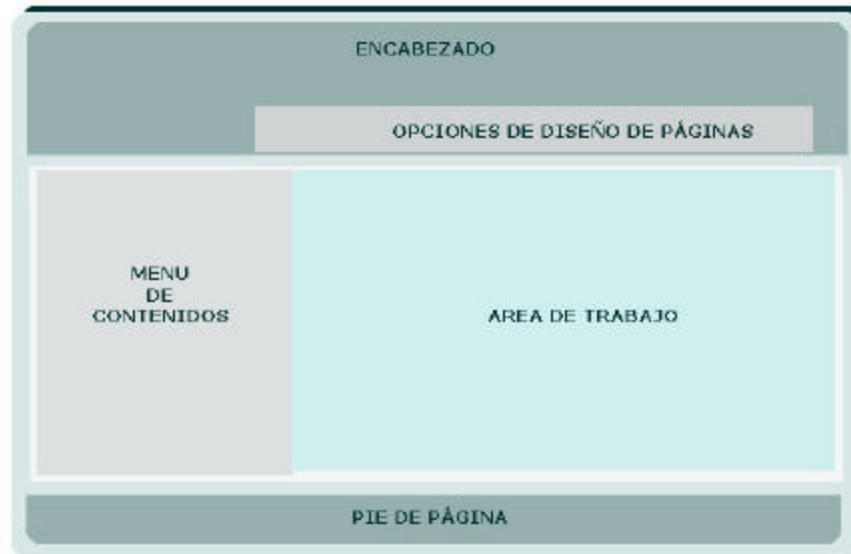 ENCABEZADO
OPCIONES DE DISEÑO DE PÁGINAS
MENU
DE
CONTENIDOS
AREA DE TRABAJO
PIE DE PÁGINA